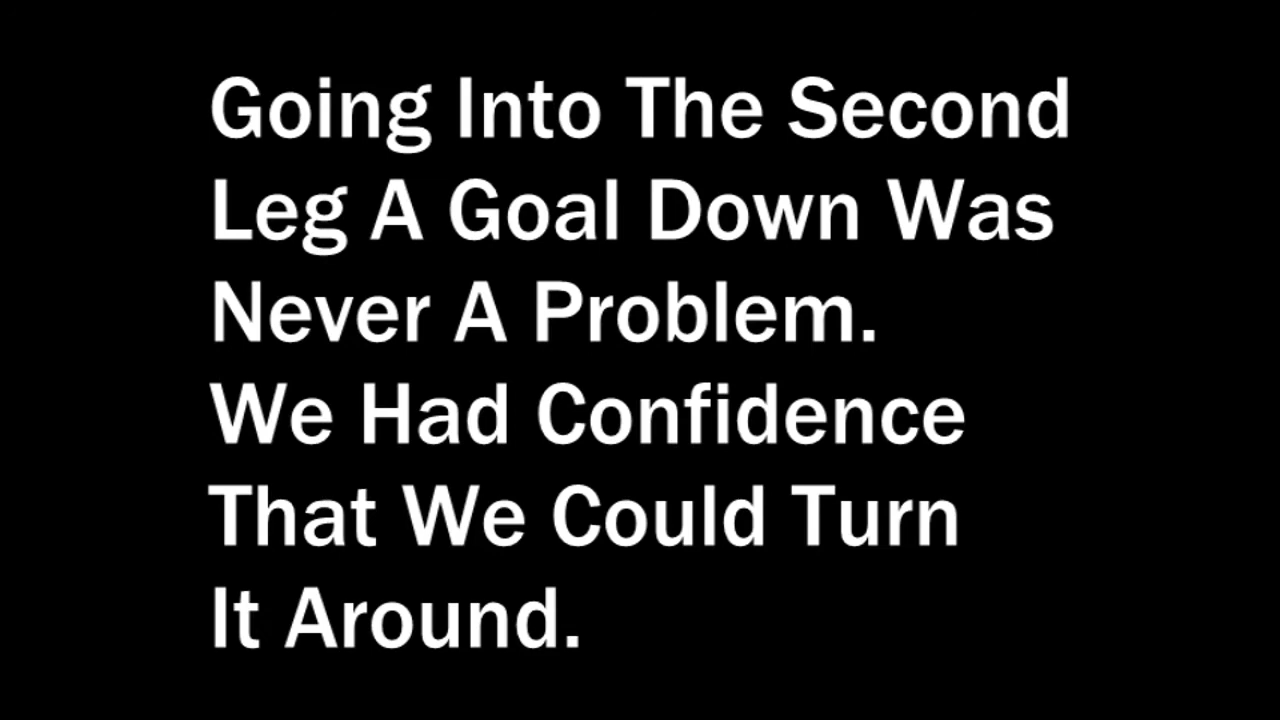 Going Into The Second
Leg A Goal Down Was
Never A Problem.
We Had Confidence
That We Could Turn
It Around.